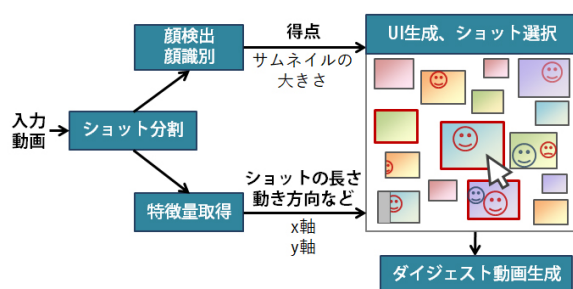 顔検出
顔識別
得点
サムネイルの
大きさ
UI生成、ショット選択
入力
動画
ショット分割
特徴量取得
ショットの長さ
動き方向など
x軸
y軸
ダイジェスト動画生成